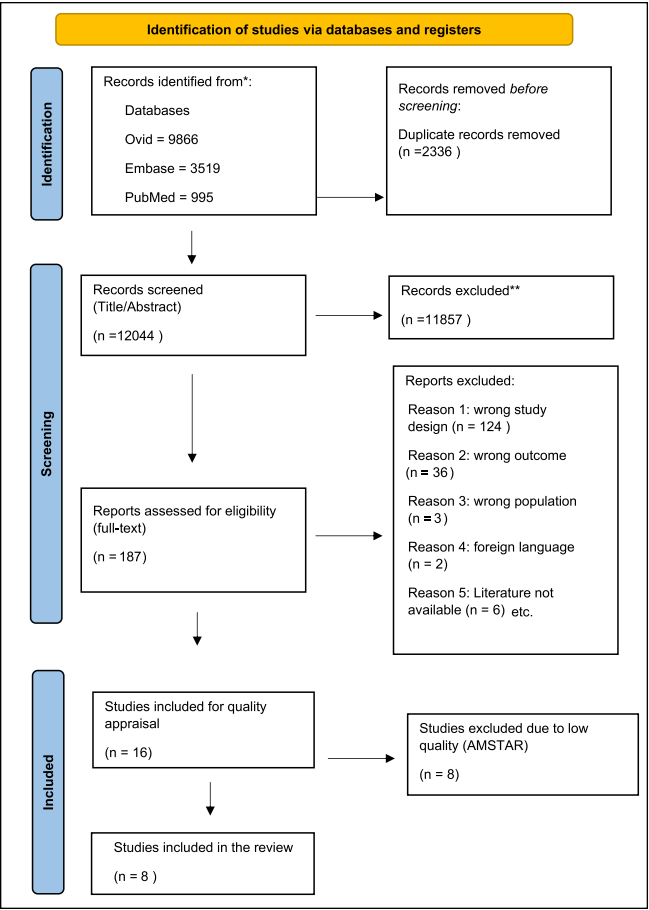 Identification of studies via databases and registers
Identification
Records identified from*:
Databases
Ovid = 9866
Embase = 3519
PubMed = 995
Records removed before
screening:
Duplicate records removed
(n =2336 )
Screening
Records screened
(Title/Abstract)
(n =12044 )
Records excluded**
(n =11857 )
Reports assessed for eligibility
(full-text)
(n = 187)
Reports excluded:
Reason 1: wrong study
design (n = 124 )
Reason 2: wrong outcome
(n = 36)
Reason 3: wrong population
(n = 3)
Reason 4: foreign language
(n = 2)
Reason 5: Literature not
available (n = 6) etc.
Included
Studies included for quality
appraisal
(n = 16)
Studies excluded due to low
quality (AMSTAR)
(n = 8)
Studies included in the review
(n = 8 )